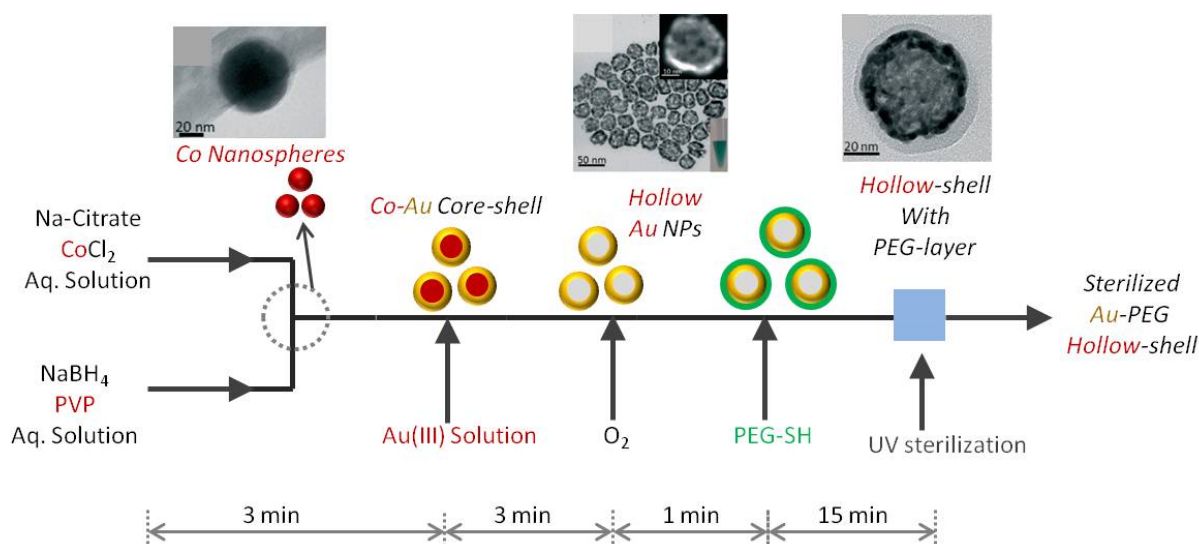 20 nm
Co Nanospheres
10 nm
50 nm
20 nm
Hollow-shell
With
PEG-layer
Co-Au Core-shell
Hollow
Au NPs
Na-Citrate
CoCl₂
Aq. Solution
NaBH₄
PVP
Aq. Solution
Sterilized
Au-PEG
Hollow-shell
Au(III) Solution
O₂
PEG-SH
UV sterilization
3 min
3 min
1 min
15 min